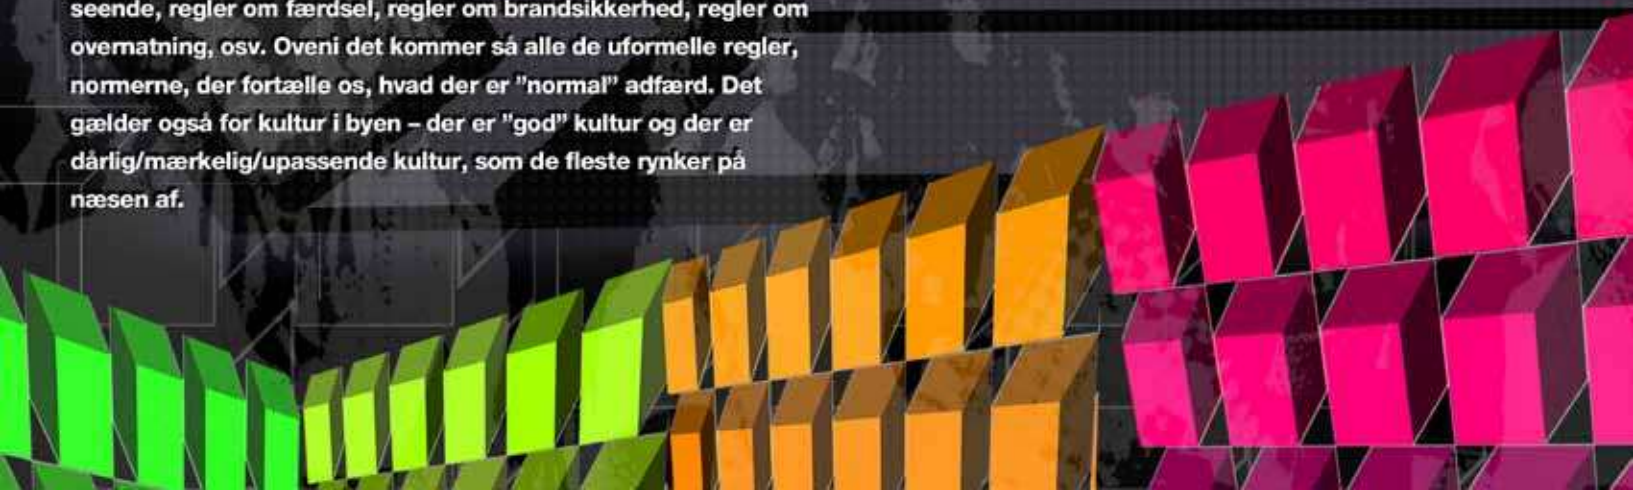 seende, regler om færdsel, regler om brandsikkerhed, regler om
overnatning, osv. Oveni det kommer så alle de uformelle regler,
normerne, der fortælle os, hvad der er ”normal” adfærd. Det
gælder også for kultur i byen – der er ”god” kultur og der er
dårlig/mærkelig/upassende kultur, som de fleste rynker på
næsen af.